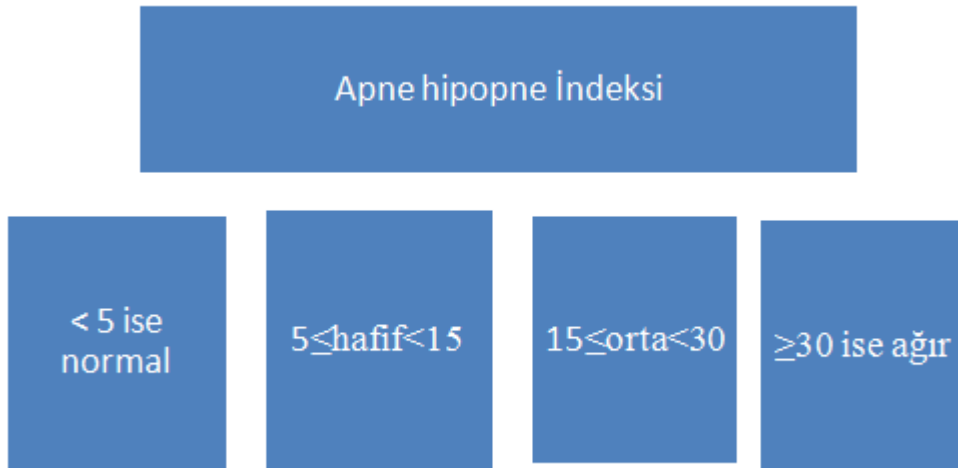 Apne hipopne İndeksi
< 5 ise
normal
5≤hafif<15
15≤orta<30
≥30 ise ağır